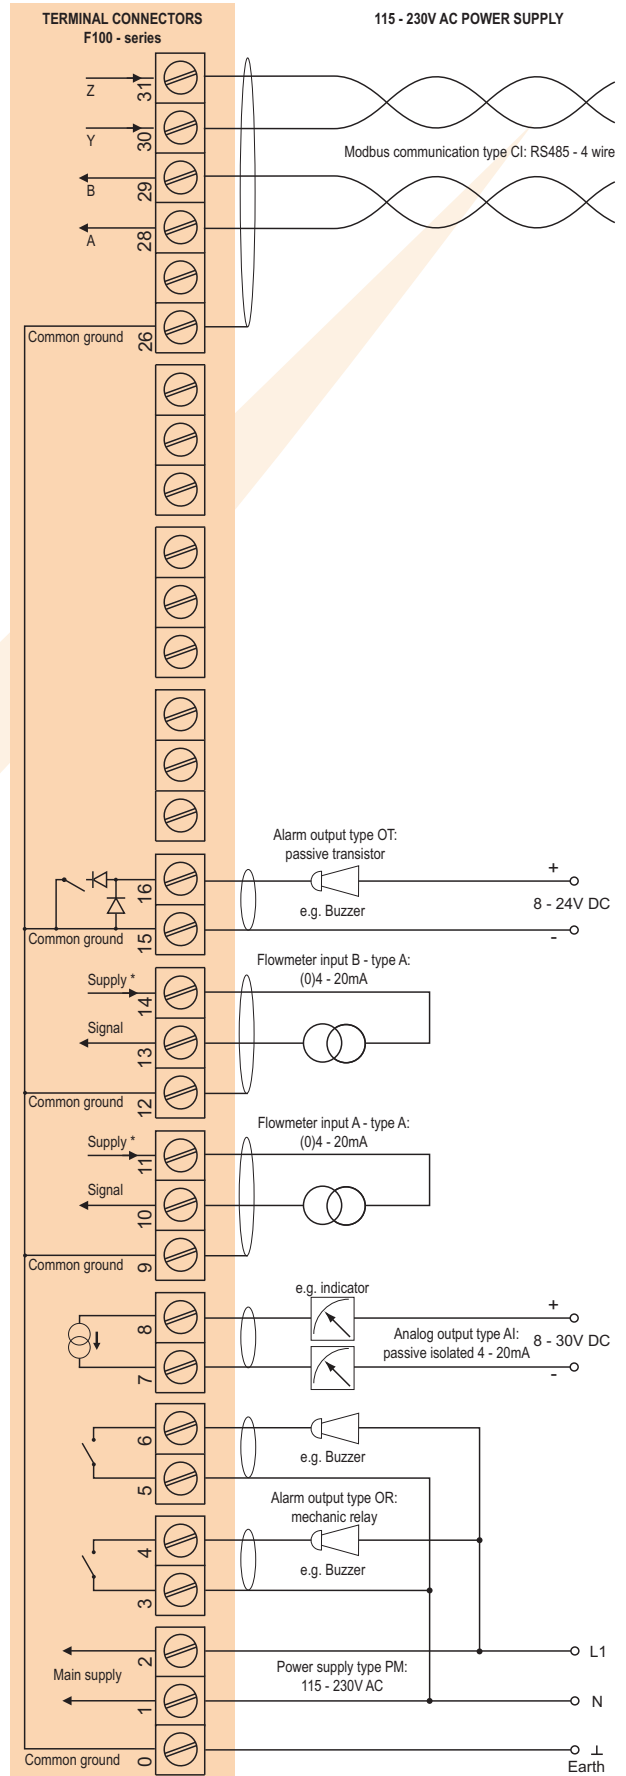 TERMINAL CONNECTORS
F100 - series
115 - 230V AC POWER SUPPLY
Z
31
Y
30
Modbus communication type CI: RS485 - 4 wire
B
29
A
28
Common ground
26
Alarm output type OT:
passive transistor
16
+
e.g. Buzzer
8 - 24V DC
Common ground
15
-
Flowmeter input B - type A:
(0)4 - 20mA
Supply *
14
Signal
13
Common ground
12
Flowmeter input A - type A:
(0)4 - 20mA
Supply *
11
Signal
10
Common ground
9
e.g. indicator
8
+
Analog output type AI:
passive isolated 4 - 20mA
8 - 30V DC
7
-
6
e.g. Buzzer
5
Alarm output type OR:
mechanic relay
4
e.g. Buzzer
3
2
L1
Main supply
Power supply type PM:
115 - 230V AC
1
N
Common ground
0
Earth